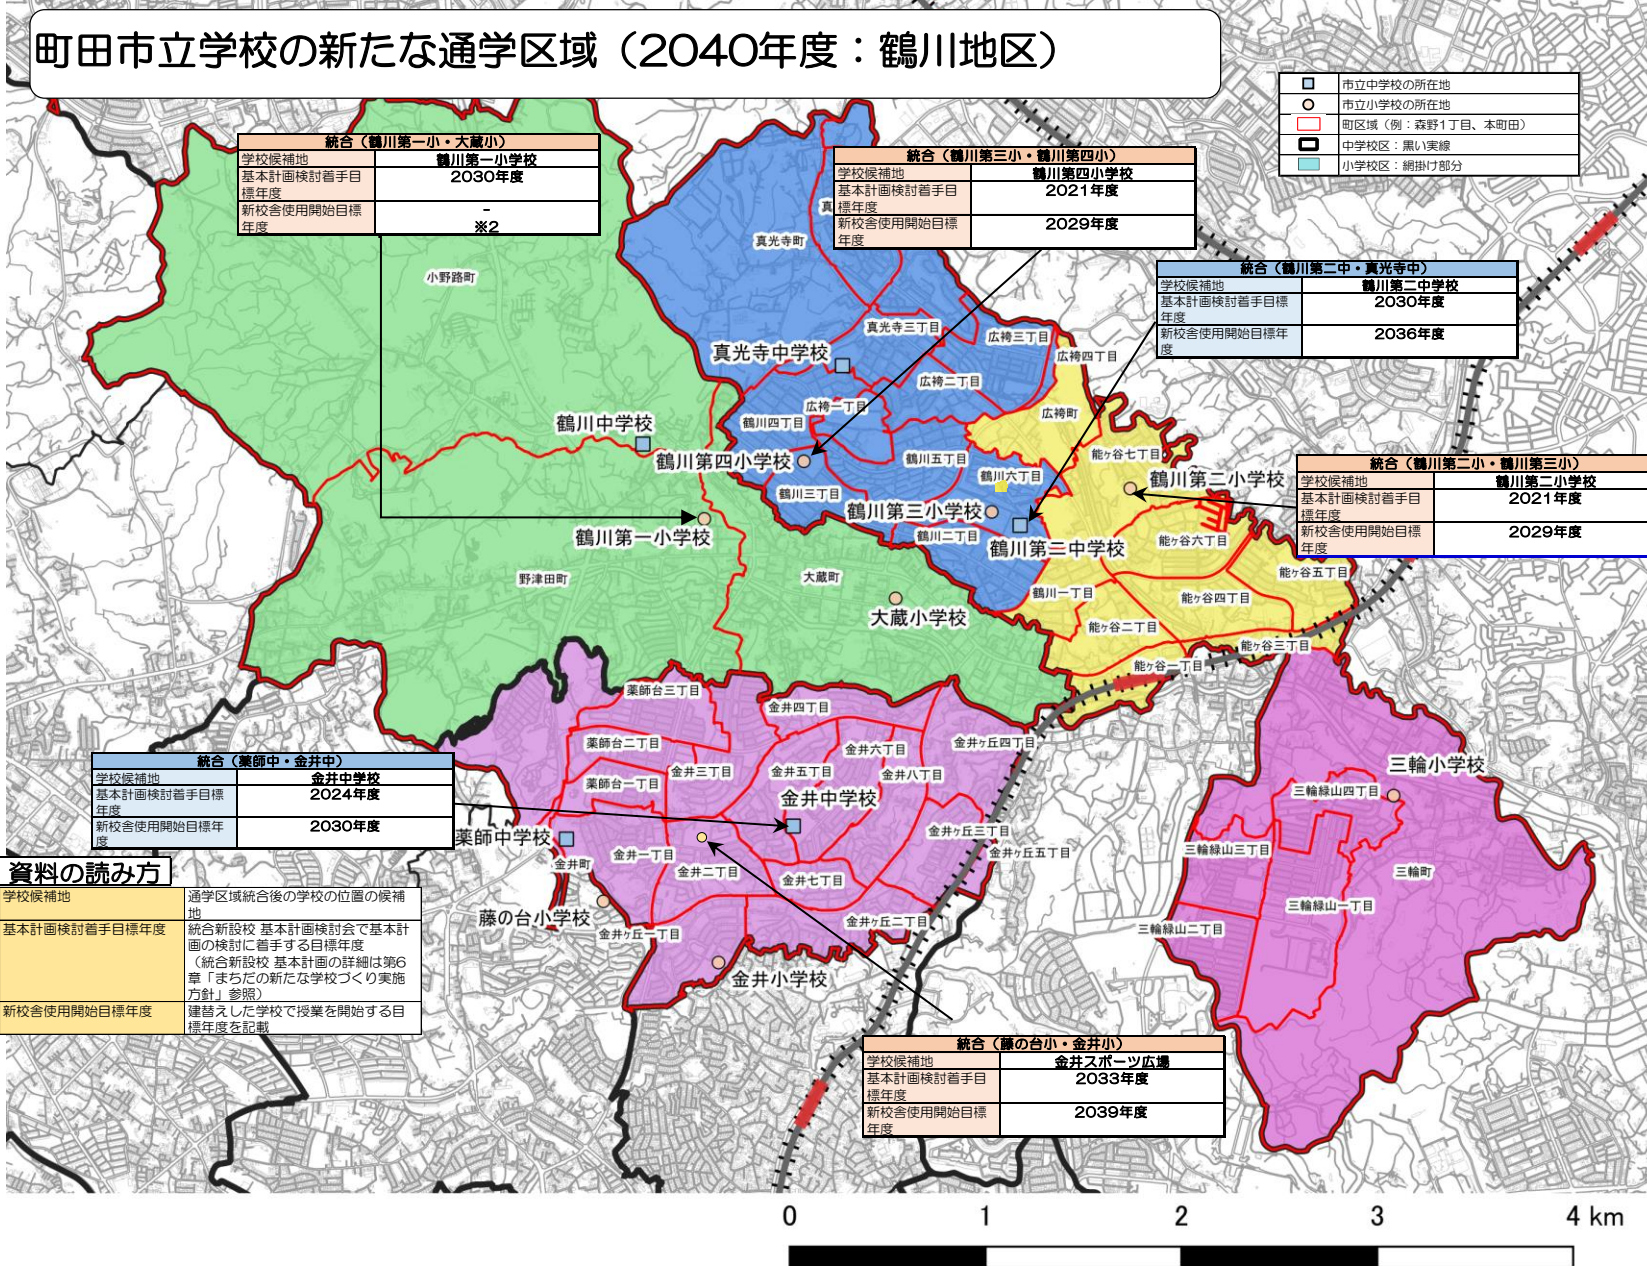 町田市立学校の新たな通学区域（2040年度：鶴川地区）
市立中学校の所在地
市立小学校の所在地
町区域（例：森野1丁目、本町田）
中学校区：黒い実線
小学校区：網掛け部分
統合（鶴川第一小・大蔵小）
学校候補地
鶴川第一小学校
基本計画検討着手目
標年度
2030年度
新校舎使用開始目標
年度
-
※2
統合（鶴川第三小・鶴川第四小）
学校候補地
鶴川第四小学校
基本計画検討着手目
標年度
2021年度
新校舎使用開始目標
年度
2029年度
統合（鶴川第二中・真光寺中）
学校候補地
鶴川第二中学校
基本計画検討着手目標
年度
2030年度
新校舎使用開始目標年
度
2036年度
統合（鶴川第二小・鶴川第三小）
学校候補地
鶴川第二小学校
基本計画検討着手目
標年度
2021年度
新校舎使用開始目標
年度
2029年度
真
真光寺町
小野路町
真光寺三丁目
広袴三丁目
広袴四丁目
真光寺中学校
広袴二丁目
広袴一丁目
広袴町
鶴川四丁目
鶴川中学校
鶴川第四小学校
鶴川五丁目
能ヶ谷七丁目
鶴川六丁目
鶴川第二小学校
鶴川三丁目
鶴川第三小学校
鶴川第一小学校
鶴川二丁目
鶴川第二中学校
能ヶ谷六丁目
野津田町
大蔵町
能ヶ谷五丁目
鶴川一丁目
能ヶ谷四丁目
大蔵小学校
能ヶ谷二丁目
能ヶ谷三丁目
能ヶ谷一丁目
薬師台三丁目
金井四丁目
薬師台二丁目
金井六丁目
金井ヶ丘四丁目
金井三丁目
金井五丁目
金井八丁目
薬師台一丁目
金井中学校
三輪小学校
三輪緑山四丁目
薬師中学校
金井ヶ丘三丁目
金井町
金井一丁目
金井ヶ丘五丁目
三輪緑山三丁目
金井二丁目
金井七丁目
三輪町
三輪緑山一丁目
藤の台小学校
金井ヶ丘二丁目
金井ヶ丘一丁目
三輪緑山二丁目
金井小学校
統合（薬師中・金井中）
学校候補地
金井中学校
基本計画検討着手目標
年度
2024年度
新校舎使用開始目標年
度
2030年度
資料の読み方
学校候補地
通学区域統合後の学校の位置の候補
地
基本計画検討着手目標年度
統合新設校 基本計画検討会で基本計
画の検討に着手する目標年度
（統合新設校 基本計画の詳細は第6
章「まちだの新たな学校づくり実施
方針」参照）
新校舎使用開始目標年度
建替えした学校で授業を開始する目
標年度を記載
統合（藤の台小・金井小）
学校候補地
金井スポーツ広場
基本計画検討着手目
標年度
2033年度
新校舎使用開始目標
年度
2039年度
0 1 2 3 4 km